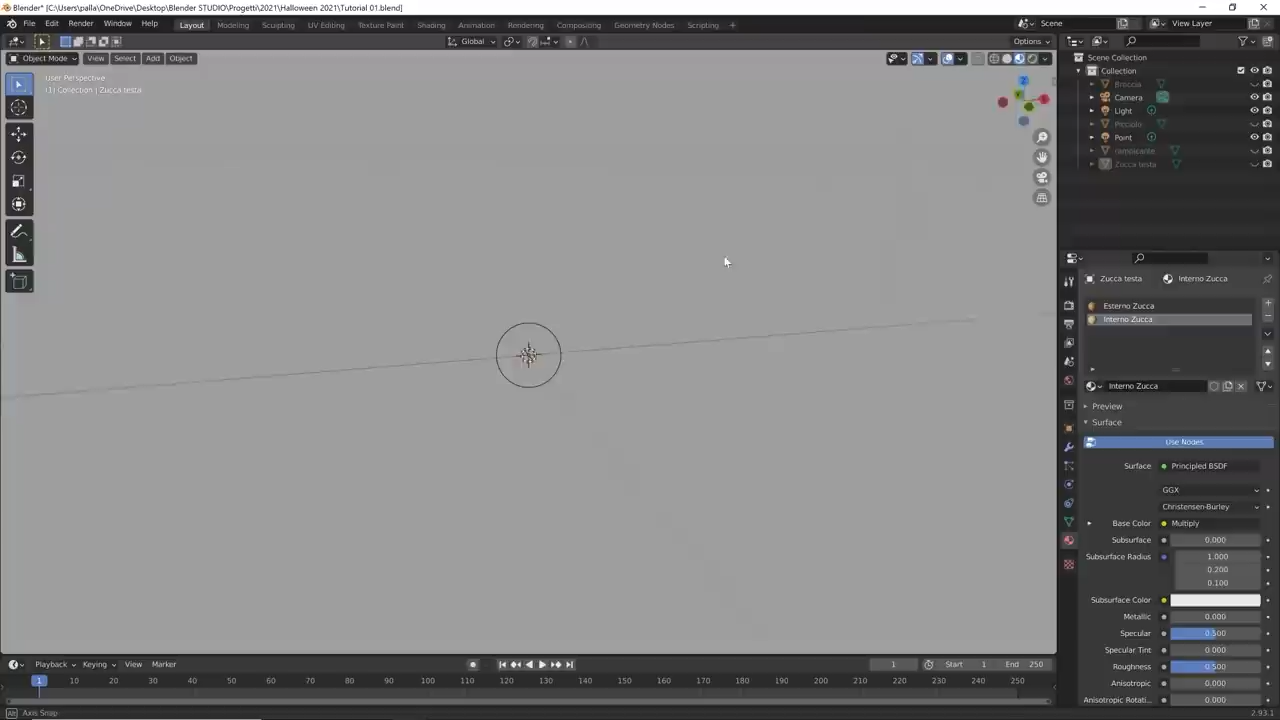 Blender* [C:\Users\palla\OneDrive\Desktop\Blender STUDIO\Progetti\2021\Halloween 2021\Tutorial 01.blend]
File Edit Render Window Help Layout Modeling Sculpting UV Editing Texture Paint Shading Animation Rendering Compositing Geometry Nodes Scripting + Scene View Layer
Global Options
Object Mode View Select Add Object
User Perspective
(1) Collection | Zucca testa
Scene Collection
Collection
Broccia
Camera
Light
Picciolo
Point
rampicante
Zucca testa
Z
Zucca testa Interno Zucca
Esterno Zucca
Interno Zucca
Interno Zucca
Preview
Surface
Use Nodes
Surface Principled BSDF
GGX
Christensen-Burley
Base Color Multiply
Subsurface 0.000
Subsurface Radius 1.000
0.200
0.100
Subsurface Color
Metallic 0.000
Specular 0.500
Specular Tint 0.000
Roughness 0.500
Anisotropic 0.000
Anisotropic Rotati... 0.000
Playback Keying View Marker 1 Start 1 End 250
1 10 20 30 40 50 60 70 80 90 100 110 120 130 140 150 160 170 180 190 200 210 220 230 240 250
Alt Axis Snap 2.93.1